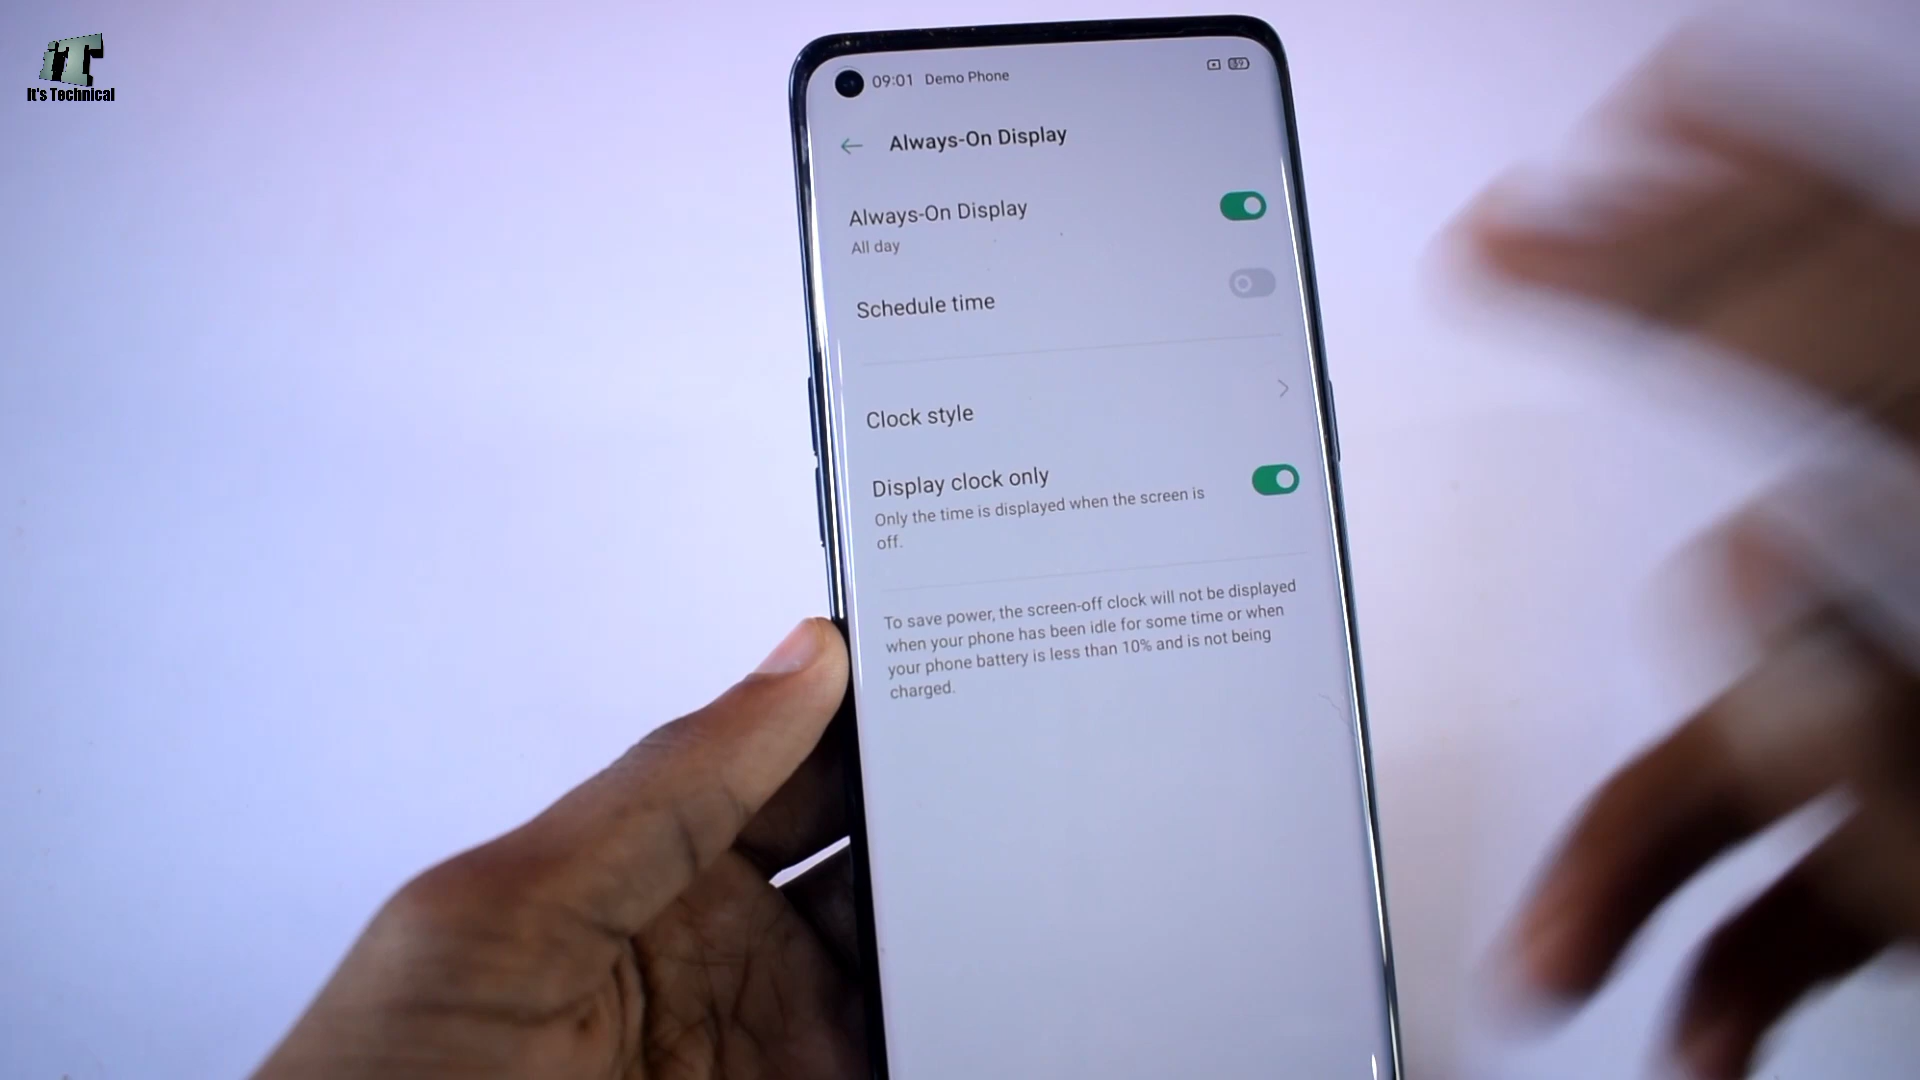 iT
It's Technical
09:01 Demo Phone
Always-On Display
Always-On Display
All day
Schedule time
Clock style
Display clock only
Only the time is displayed when the screen is
off.
To save power, the screen-off clock will not be displayed
when your phone has been idle for some time or when
your phone battery is less than 10% and is not being
charged.